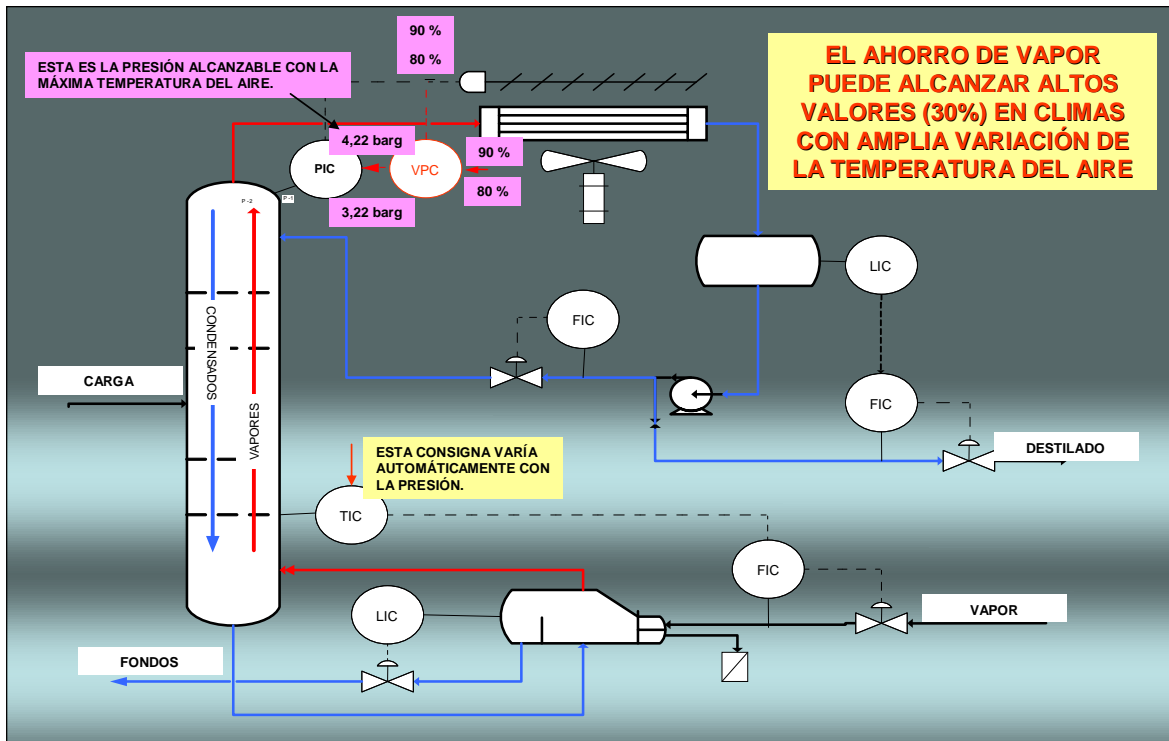 90 %
80 %
ESTA ES LA PRESIÓN ALCANZABLE CON LA
MÁXIMA TEMPERATURA DEL AIRE.
EL AHORRO DE VAPOR
PUEDE ALCANZAR ALTOS
VALORES (30%) EN CLIMAS
CON AMPLIA VARIACIÓN DE
LA TEMPERATURA DEL AIRE
4,22 barg
PIC
VPC
90 %
80 %
3,22 barg
P-2
P-1
LIC
FIC
CONDENSADOS
VAPORES
CARGA
FIC
DESTILADO
ESTA CONSIGNA VARÍA
AUTOMÁTICAMENTE CON
LA PRESIÓN.
TIC
FIC
LIC
VAPOR
FONDOS